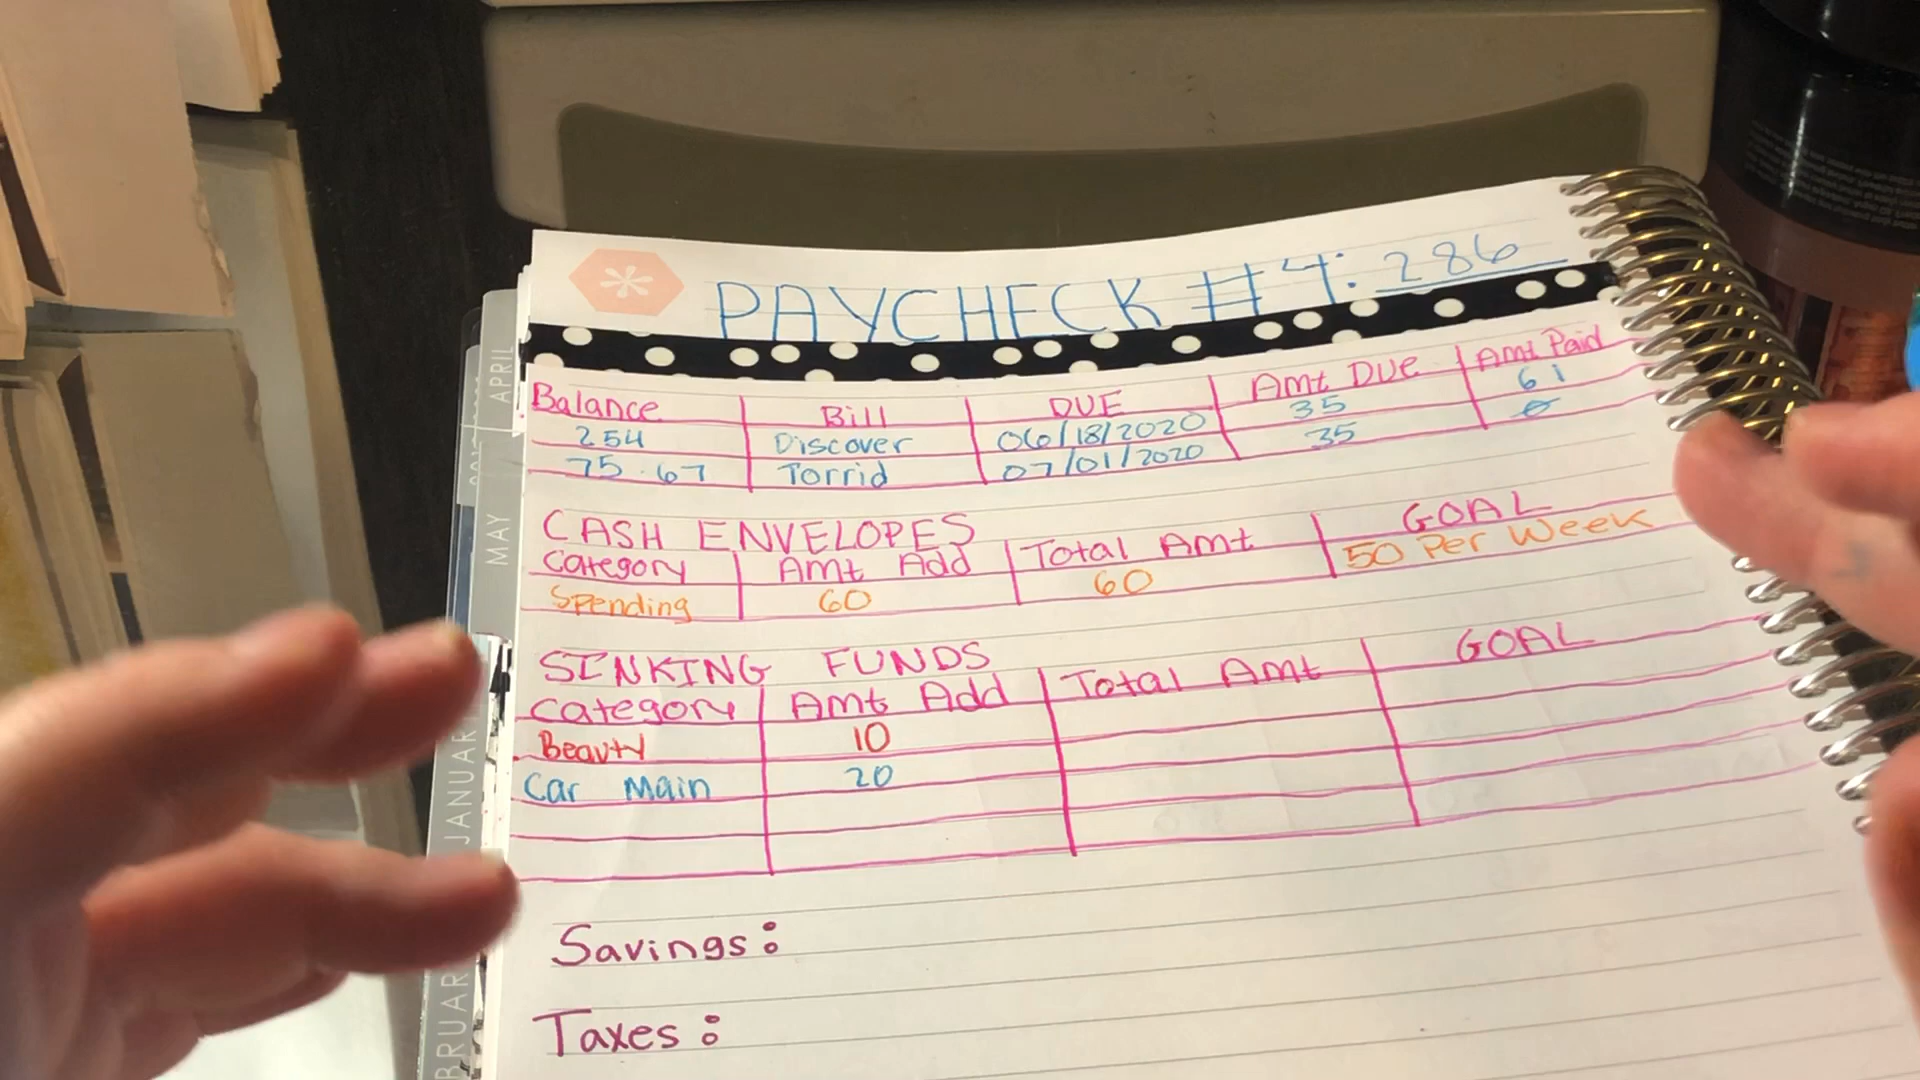 PAYCHECK #4: 286
Balance Bill DUE Amt DUE Amt Paid
254 Discover 06/18/2020 35 61
75.67 Torrid 07/01/2020 35 0
CASH ENVELOPES
Category Amt Add Total Amt GOAL
Spending 60 60 50 Per Week
SINKING FUNDS
Category Amt Add Total Amt GOAL
Beauty 10
Car Main 20
Savings:
Taxes:
APRIL
MAY
JANUAR
BRUAR